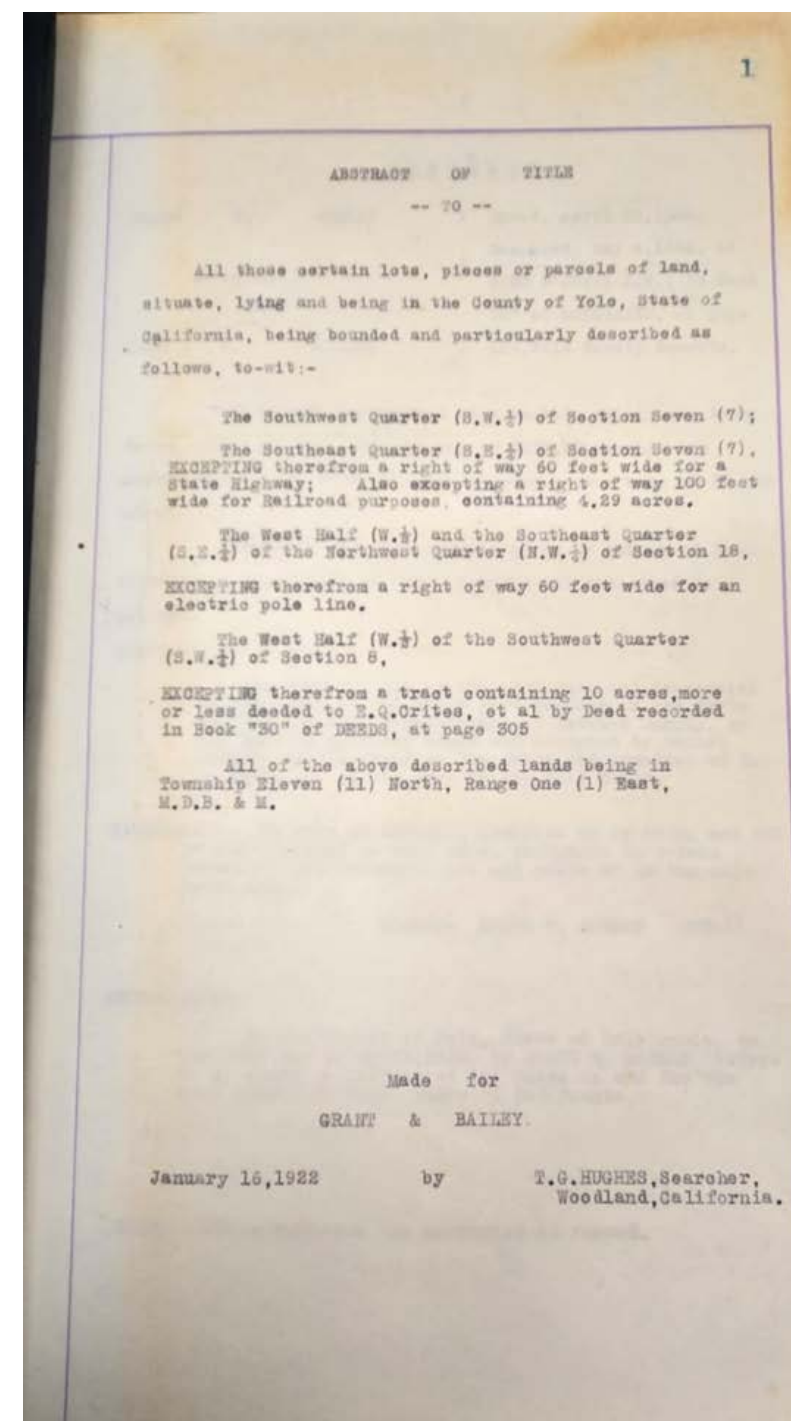 1
ABSTRACT OF TITLE
-- TO --
All those certain lots, pieces or parcels of land,
situate, lying and being in the County of Yolo, State of
California, being bounded and particularly described as
follows, to-wit:-
The Southwest Quarter (S.W.¼) of Section Seven (7);
The Southeast Quarter (S.E.¼) of Section Seven (7),
EXCEPTING therefrom a right of way 60 feet wide for a
State Highway; Also excepting a right of way 100 feet
wide for Railroad purposes, containing 4.29 acres.
The West Half (W.½) and the Southeast Quarter
(S.E.¼) of the Northwest Quarter (N.W.¼) of Section 18,
EXCEPTING therefrom a right of way 60 feet wide for an
electric pole line.
The West Half (W.½) of the Southwest Quarter
(S.W.¼) of Section 8,
EXCEPTING therefrom a tract containing 10 acres,more
or less deeded to E.Q.Crites, et al by Deed recorded
in Book "30" of DEEDS, at page 305
All of the above described lands being in
Township Eleven (11) North, Range One (1) East,
M.D.B. & M.
Made for
GRANT & BAILEY.
January 16,1922 by T.G.HUGHES,Searcher,
Woodland,California.